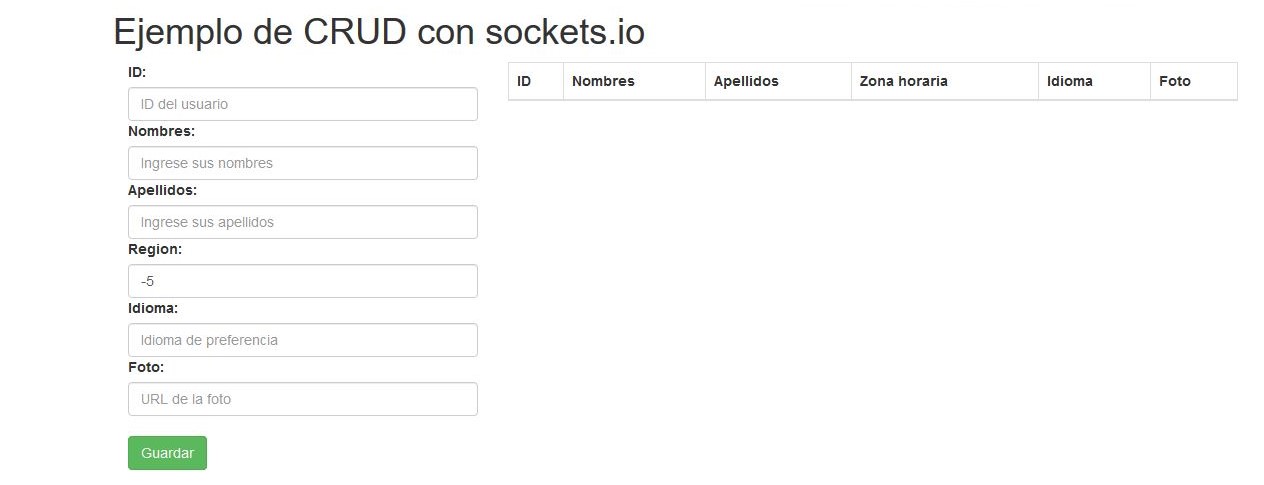 Ejemplo de CRUD con sockets.io
ID:
ID del usuario
Nombres:
Ingrese sus nombres
Apellidos:
Ingrese sus apellidos
Region:
-5
Idioma:
Idioma de preferencia
Foto:
URL de la foto
Guardar
ID Nombres Apellidos Zona horaria Idioma Foto